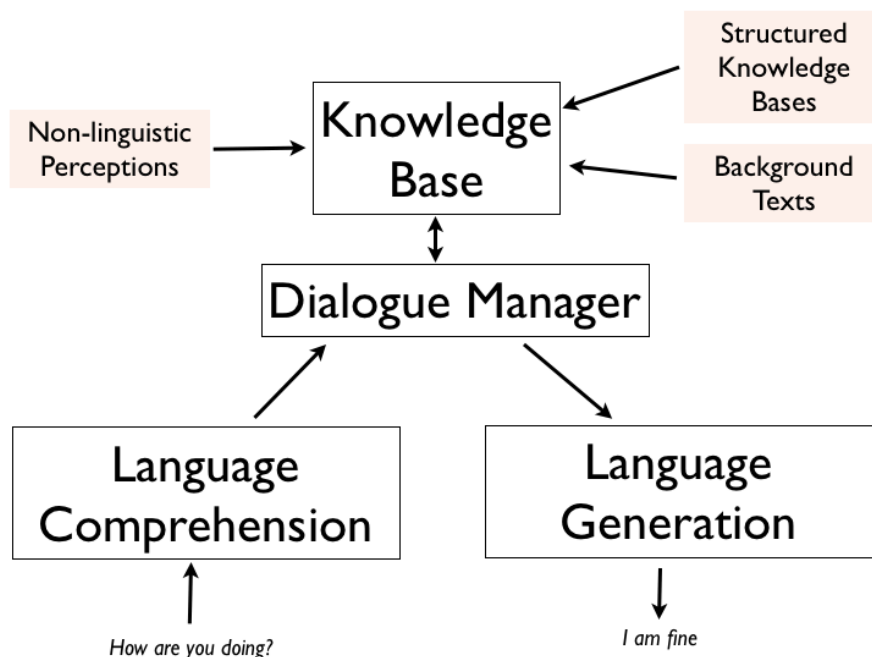 Structured
Knowledge
Bases
Knowledge
Base
Non-linguistic
Perceptions
Background
Texts
Dialogue Manager
Language
Comprehension
Language
Generation
How are you doing?
I am fine